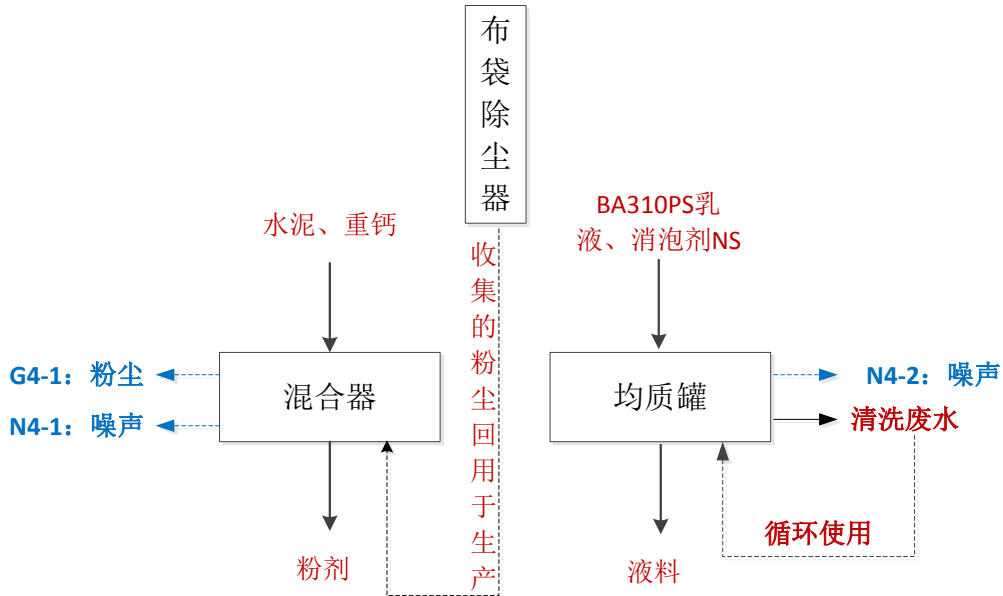 布袋除尘器
水泥、重钙
BA310PS乳
液、消泡剂NS
收集的粉尘回用于生产
G4-1：粉尘
N4-1：噪声
混合器
均质罐
N4-2：噪声
清洗废水
循环使用
粉剂
液料